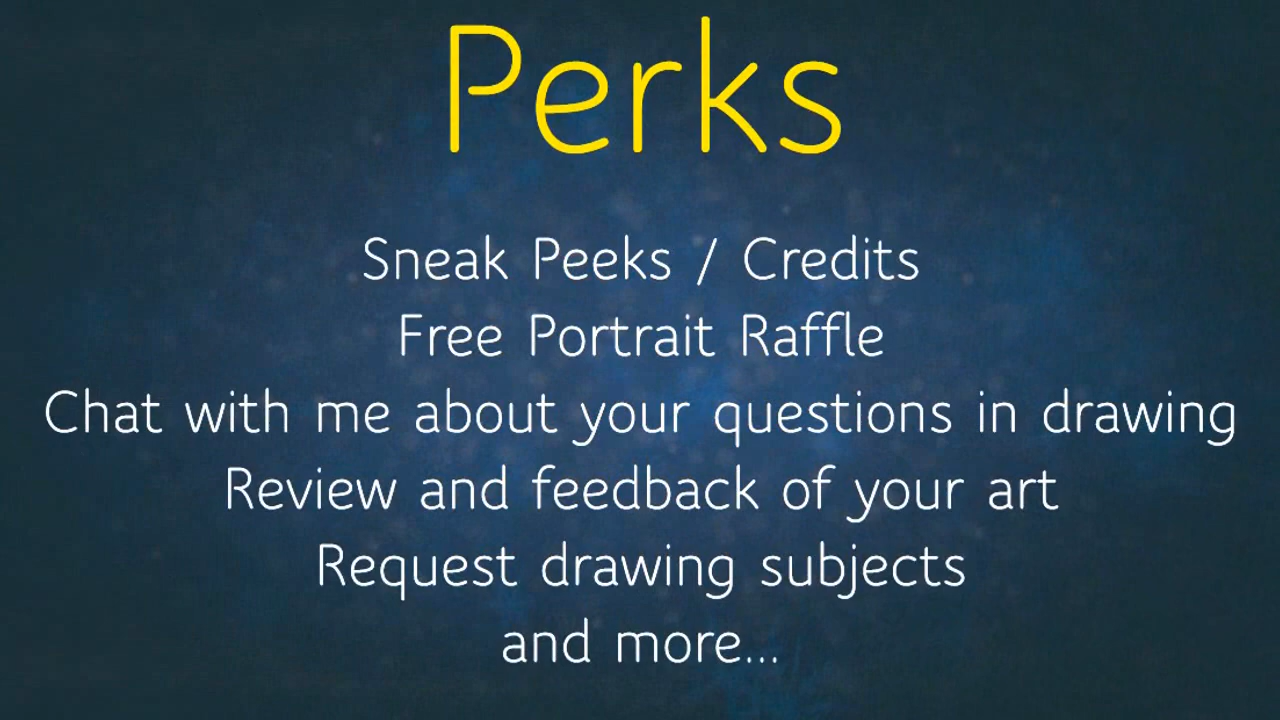 Perks
Sneak Peeks / Credits
Free Portrait Raffle
Chat with me about your questions in drawing
Review and feedback of your art
Request drawing subjects
and more...